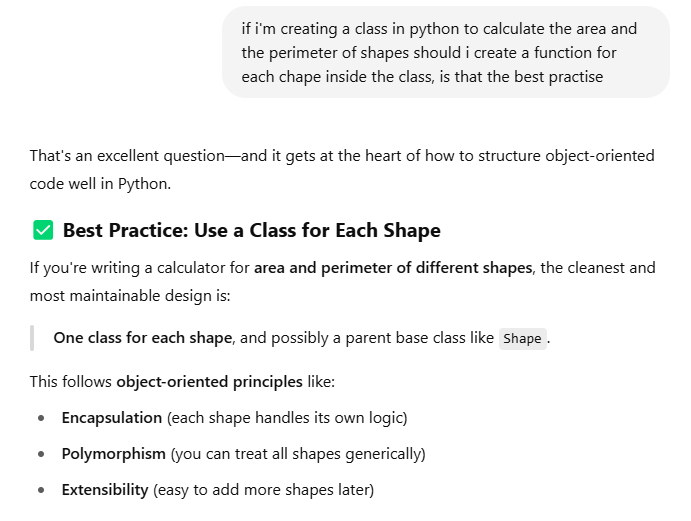 if i'm creating a class in python to calculate the area and
the perimeter of shapes should i create a function for
each chape inside the class, is that the best practise
That's an excellent question—and it gets at the heart of how to structure object-oriented
code well in Python.
✅ Best Practice: Use a Class for Each Shape
If you're writing a calculator for area and perimeter of different shapes, the cleanest and
most maintainable design is:
One class for each shape, and possibly a parent base class like Shape.
This follows object-oriented principles like:
• Encapsulation (each shape handles its own logic)
• Polymorphism (you can treat all shapes generically)
• Extensibility (easy to add more shapes later)